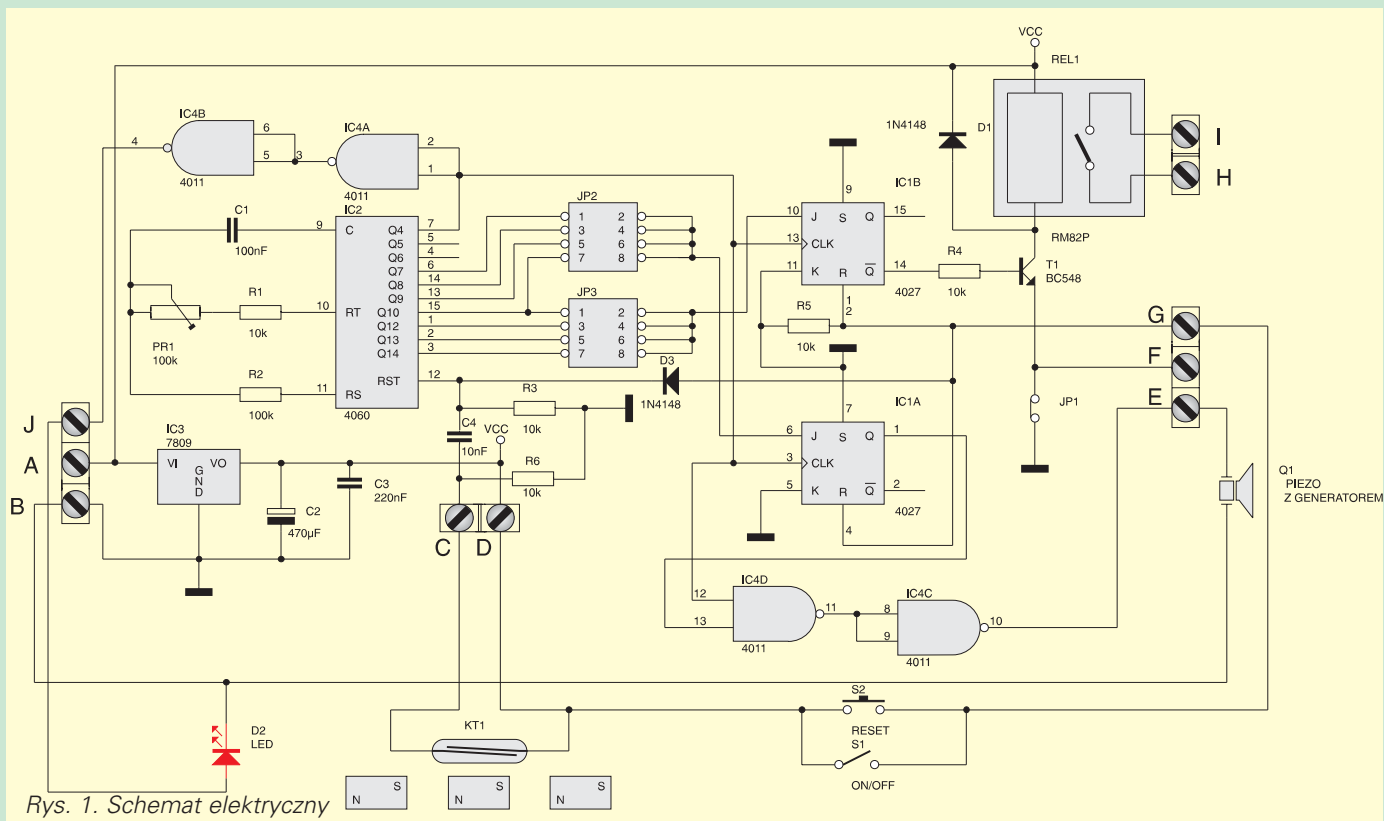 VCC
REL1
IC4B
IC4A
4
6
5
3
2
1
4011
4011
1N4148
D1
I
H
9
IC1B
JP2
IC2
C1
100nF
9
C
Q4
7
Q5
5
Q6
4
Q7
6
Q8
14
Q9
13
Q10
15
Q12
1
Q13
2
Q14
3
RST
12
10
RT
11
RS
4060
1 2
3 4
5 6
7 8
JP3
1 2
3 4
5 6
7 8
10
J
S
Q
15
13
CLK
11
K
R
Q
14
4027
1
2
R4
10k
RM82P
T1
BC548
R1
10k
PR1
100k
R2
100k
R5
10k
G
F
E
JP1
D3
1N4148
R3
10k
C4
10nF
VCC
R6
10k
7
IC1A
6
J
S
Q
1
3
CLK
5
K
R
Q
2
4027
4
J
A
B
IC3
7809
VI
GND
VO
C2
470µF
C3
220nF
C
D
Q1
PIEZO
Z GENERATOREM
IC4D
12
13
11
4011
IC4C
8
9
10
4011
D2
LED
KT1
S2
RESET
S1
ON/OFF
N S
N S
N S
Rys. 1. Schemat elektryczny